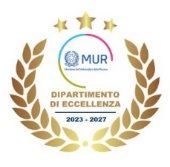 MUR
DIPARTIMENTO
DI ECCELLENZA
2023 - 2027